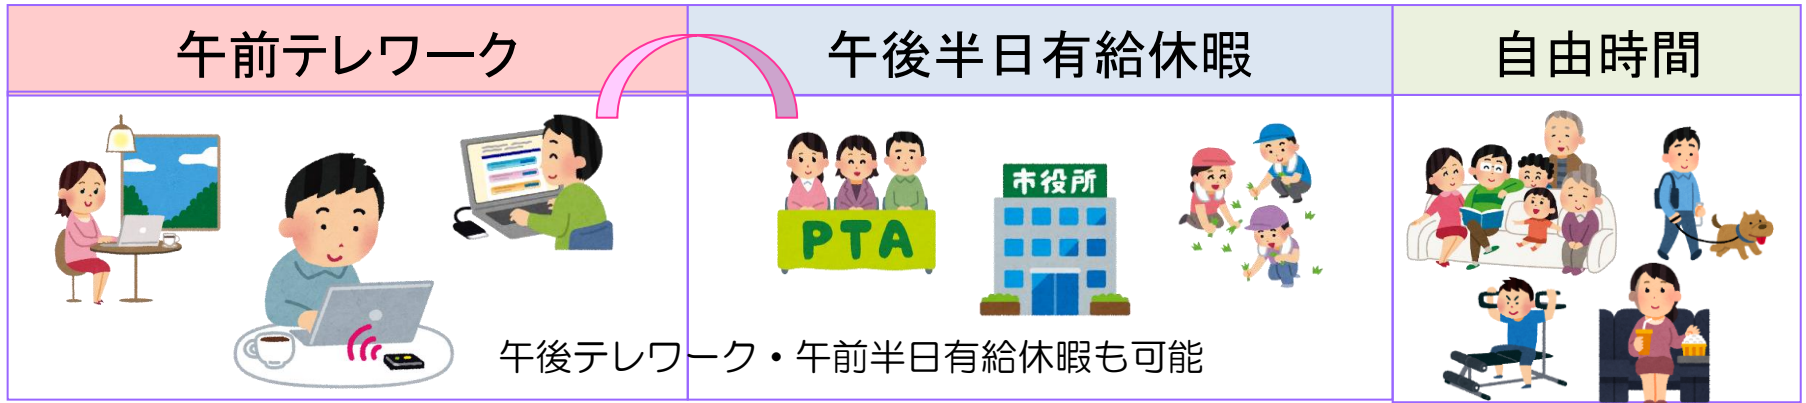 午前テレワーク
午後半日有給休暇
自由時間
PTA
市役所
午後テレワーク・午前半日有給休暇も可能